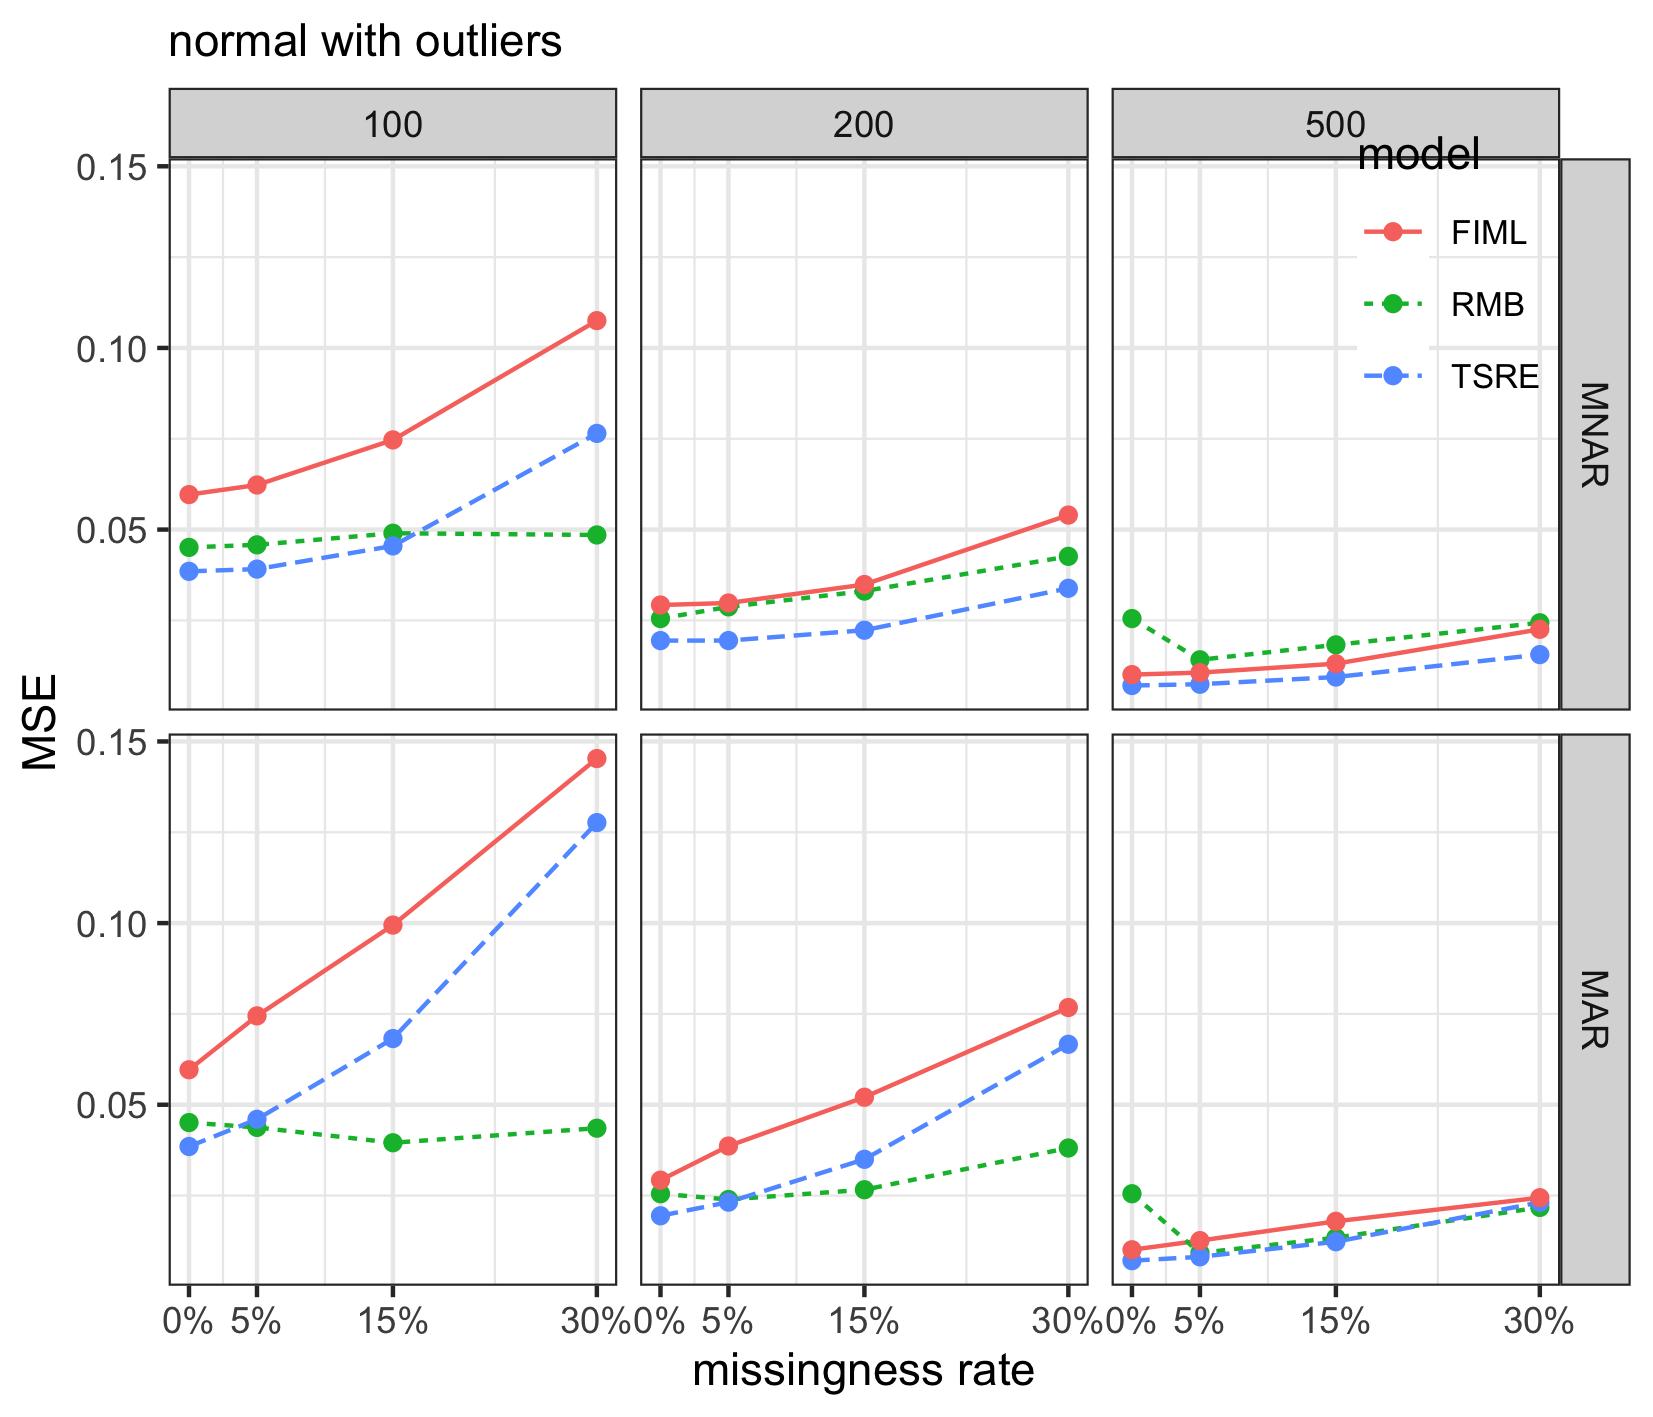 normal with outliers
100 200 500
model
FIML
RMB
TSRE
MNAR
0.15
0.10
0.05
MSE
MAR
0.15
0.10
0.05
0% 5% 15% 30% 0% 5% 15% 30% 0% 5% 15% 30%
missingness rate